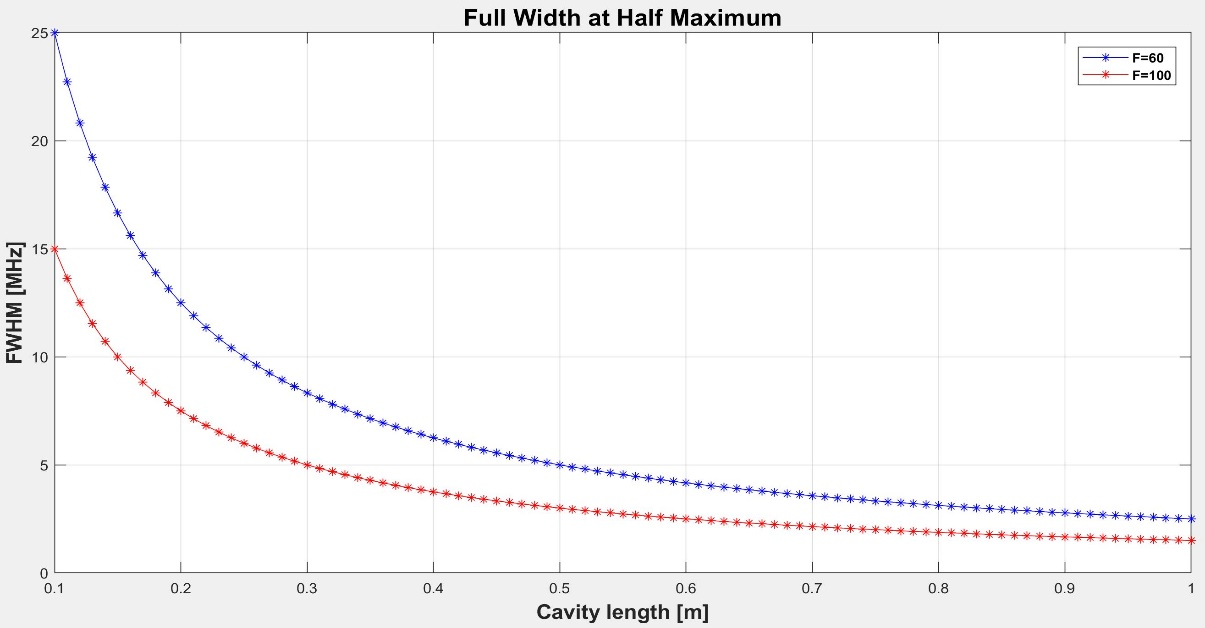 Full Width at Half Maximum
F=60
F=100
FWHM [MHz]
25
20
15
10
5
0
0.1 0.2 0.3 0.4 0.5 0.6 0.7 0.8 0.9 1
Cavity length [m]